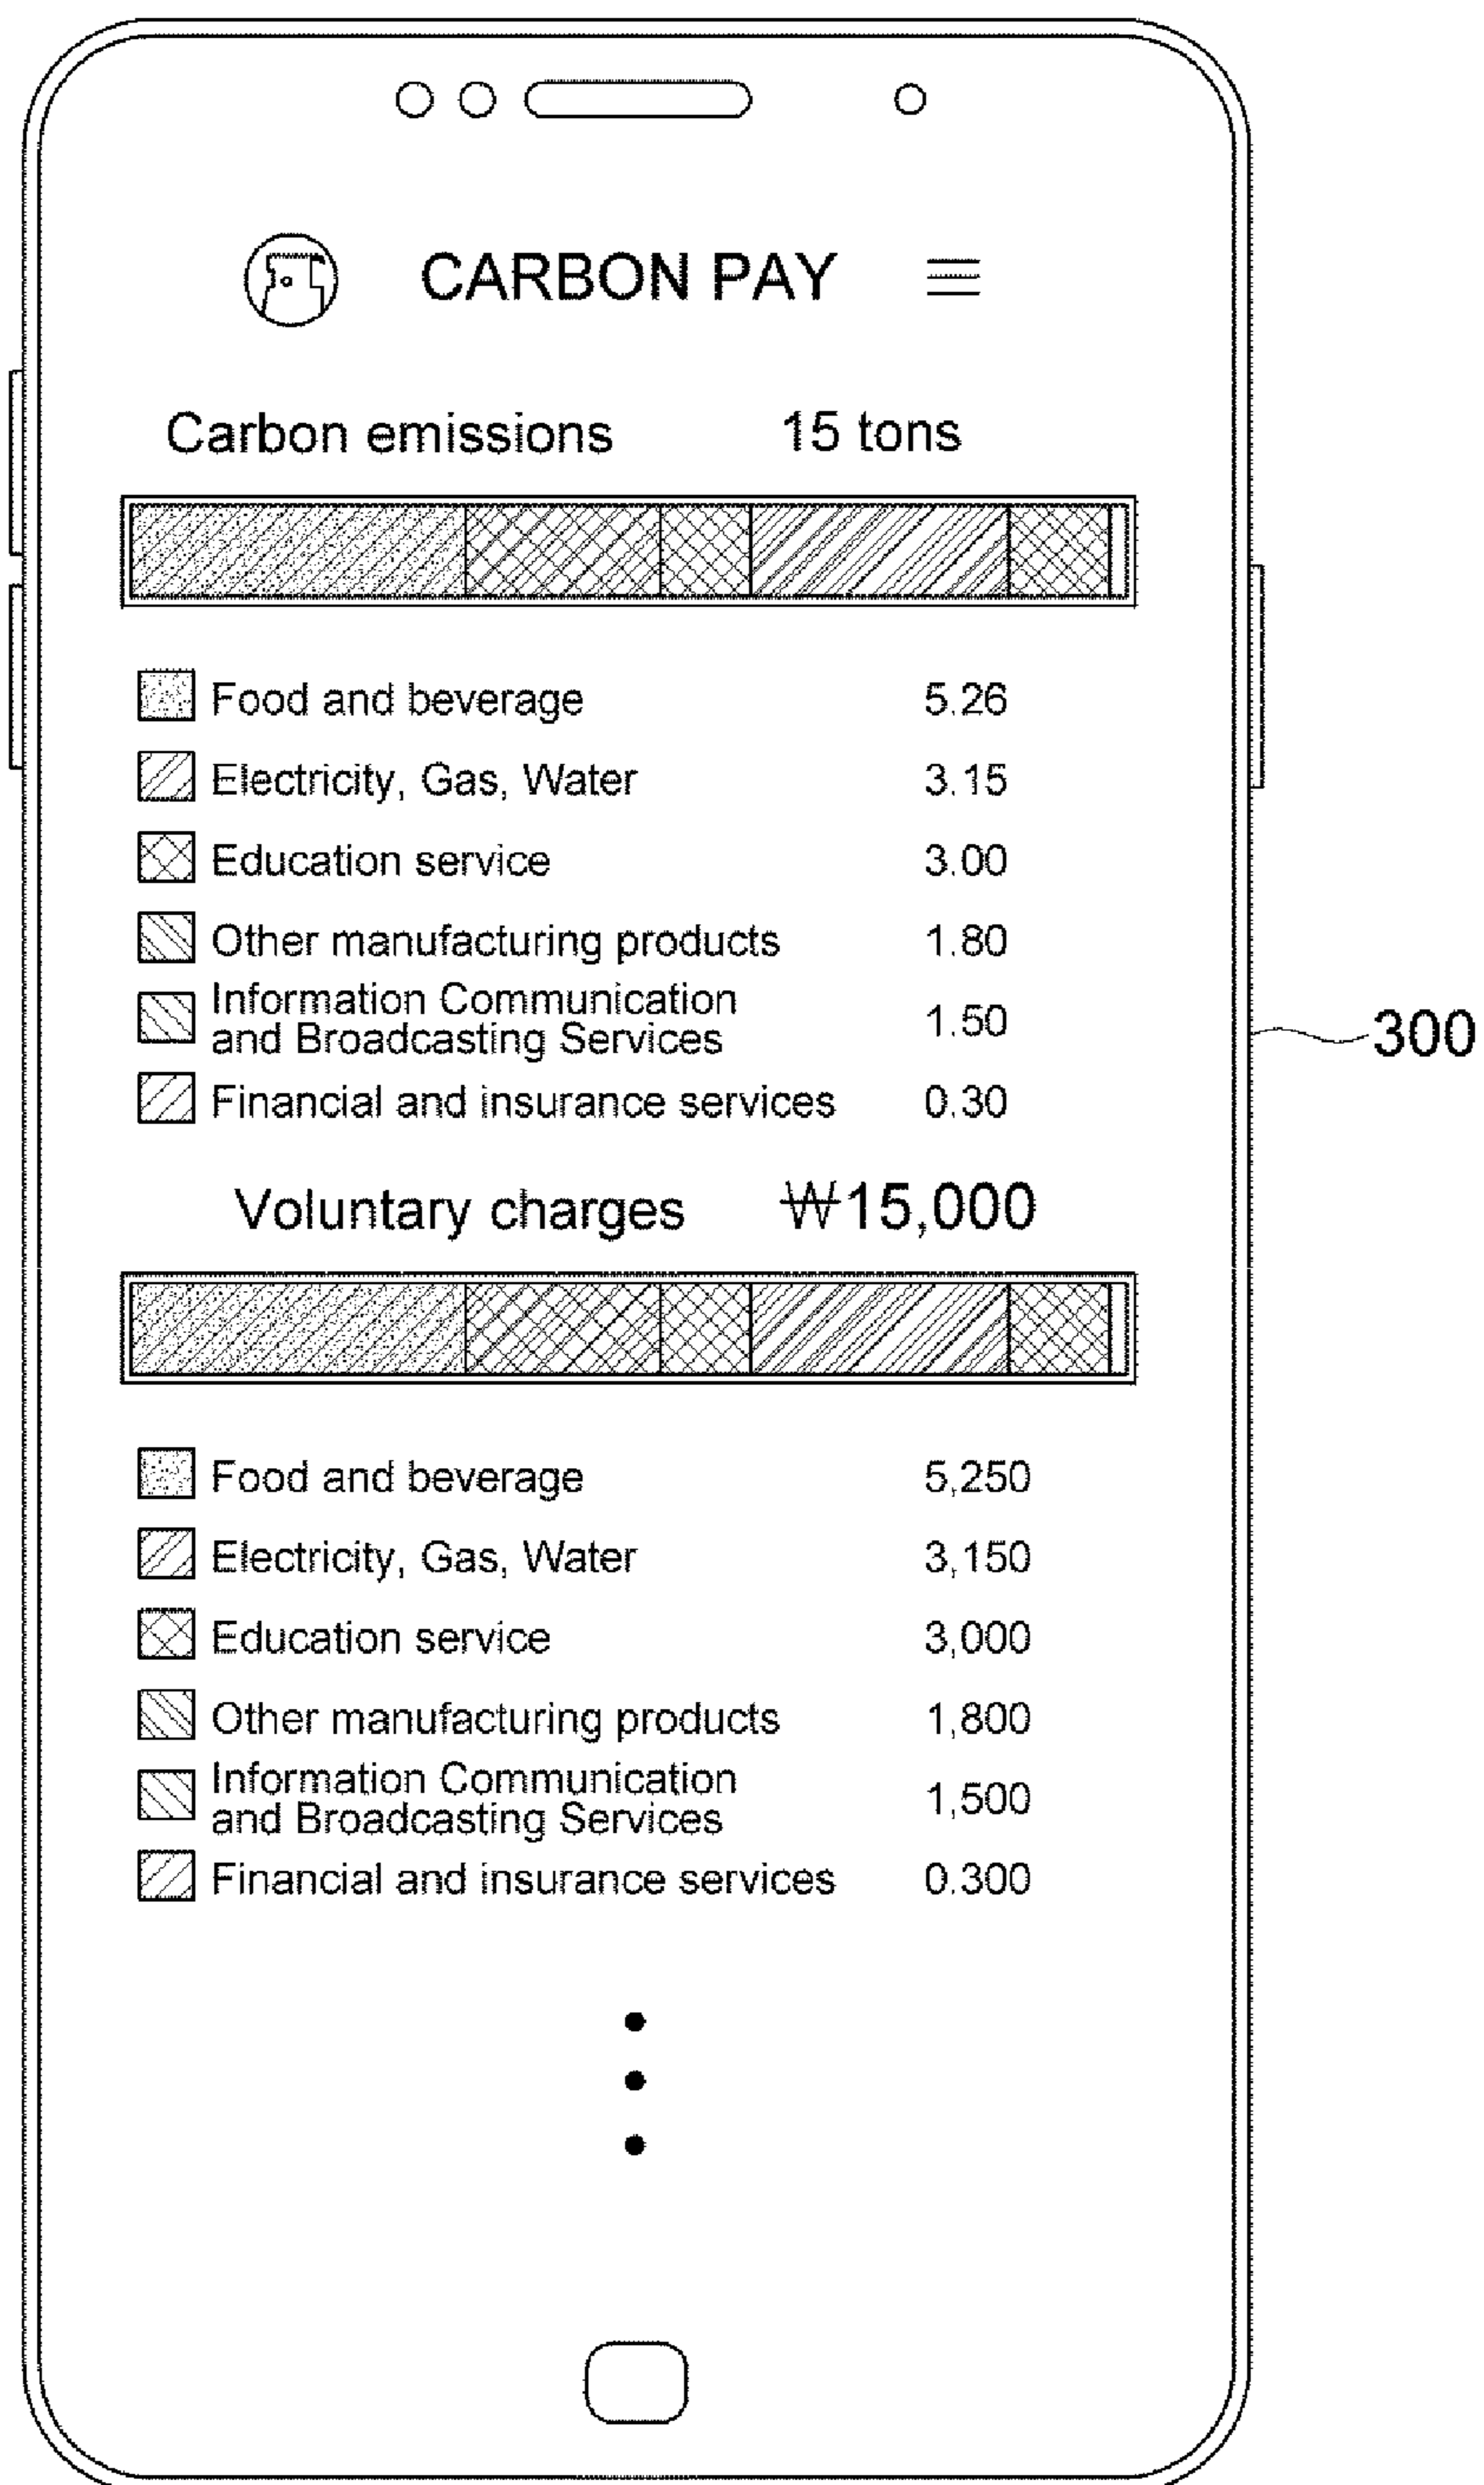 CARBON PAY
Carbon emissions 15 tons
Food and beverage 5.26
Electricity, Gas, Water 3.15
Education service 3.00
Other manufacturing products 1.80
Information Communication
and Broadcasting Services 1.50
Financial and insurance services 0.30
300
Voluntary charges ₩15,000
Food and beverage 5,250
Electricity, Gas, Water 3,150
Education service 3,000
Other manufacturing products 1,800
Information Communication
and Broadcasting Services 1,500
Financial and insurance services 0.300